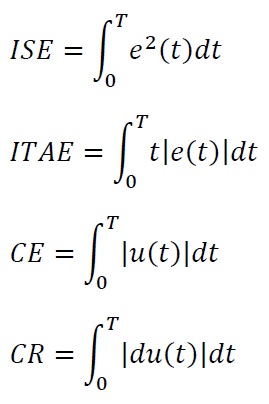 ISE = ∫₀ᵀ e²(t)dt
ITAE = ∫₀ᵀ t|e(t)|dt
CE = ∫₀ᵀ |u(t)|dt
CR = ∫₀ᵀ |du(t)|dt